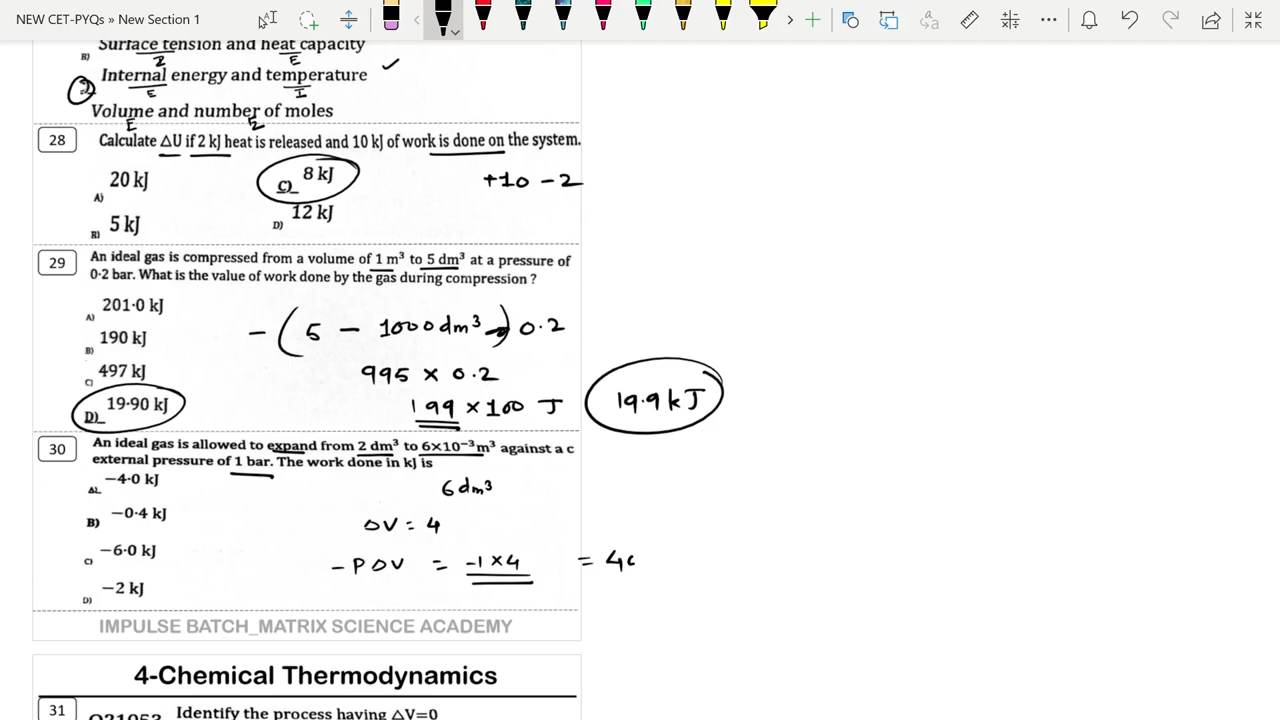 NEW CET-PYQs » New Section 1
B) Surface tension and heat capacity
I E
Internal energy and temperature ✓
E I
Volume and number of moles
E E
28 Calculate △U if 2 kJ heat is released and 10 kJ of work is done on the system.
A) 20 kJ
C) 8 kJ
+10 -2
B) 5 kJ
D) 12 kJ
29 An ideal gas is compressed from a volume of 1 m³ to 5 dm³ at a pressure of
0·2 bar. What is the value of work done by the gas during compression ?
A) 201·0 kJ
B) 190 kJ
C) 497 kJ
D) 19·90 kJ
- (5 - 1000 dm³) 0.2
995 × 0.2
199 × 100 J
19.9 kJ
30 An ideal gas is allowed to expand from 2 dm³ to 6×10⁻³m³ against a c
external pressure of 1 bar. The work done in kJ is
A) −4·0 kJ
B) −0·4 kJ
C) −6·0 kJ
D) −2 kJ
6 dm³
△V = 4
- P △V = -1 × 4 = 40
IMPULSE BATCH_MATRIX SCIENCE ACADEMY
4-Chemical Thermodynamics
31 Identify the process having △V=0